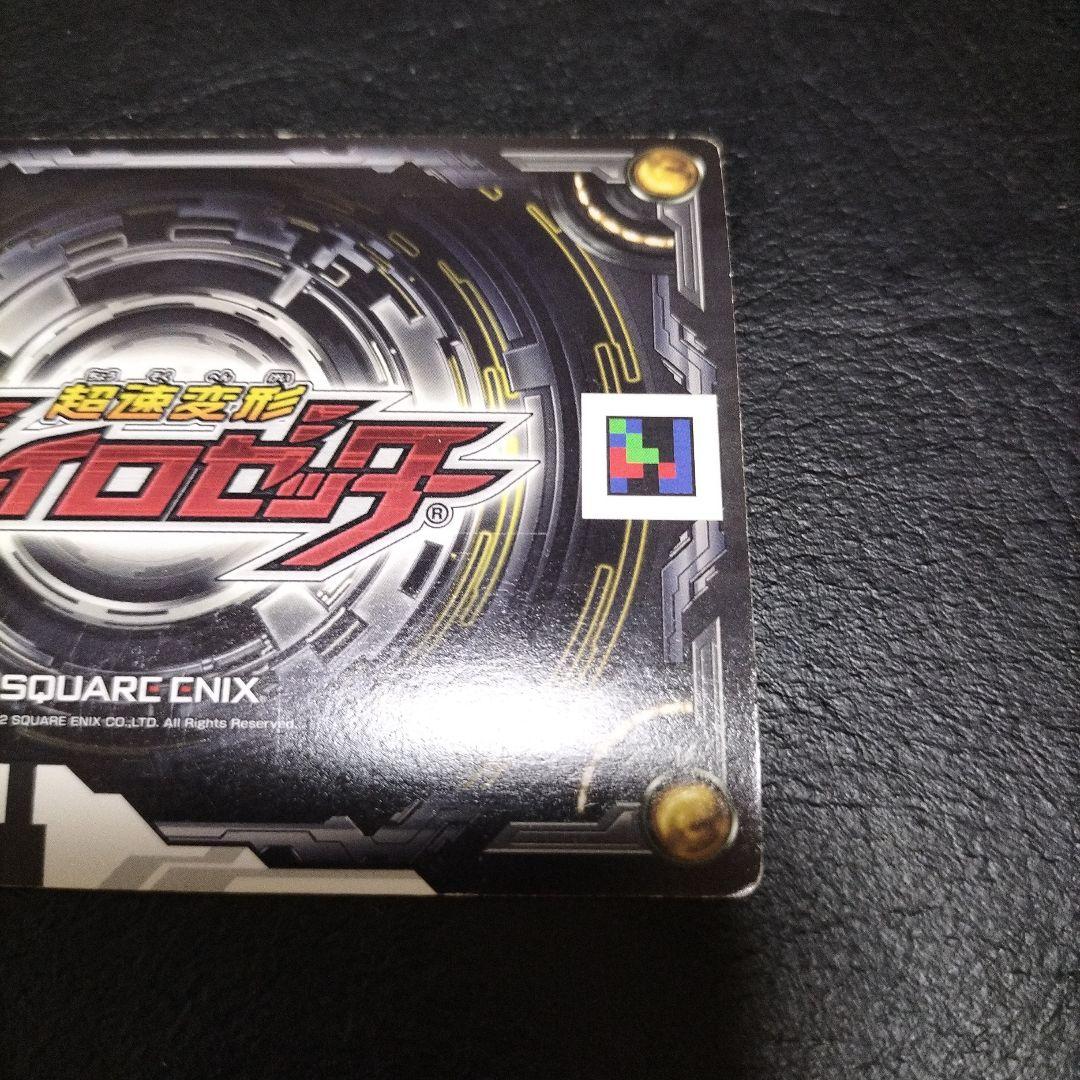 超速変形
イロゼッター®
SQUARE ENIX
2 SQUARE ENIX CO.,LTD. All Rights Reserved.